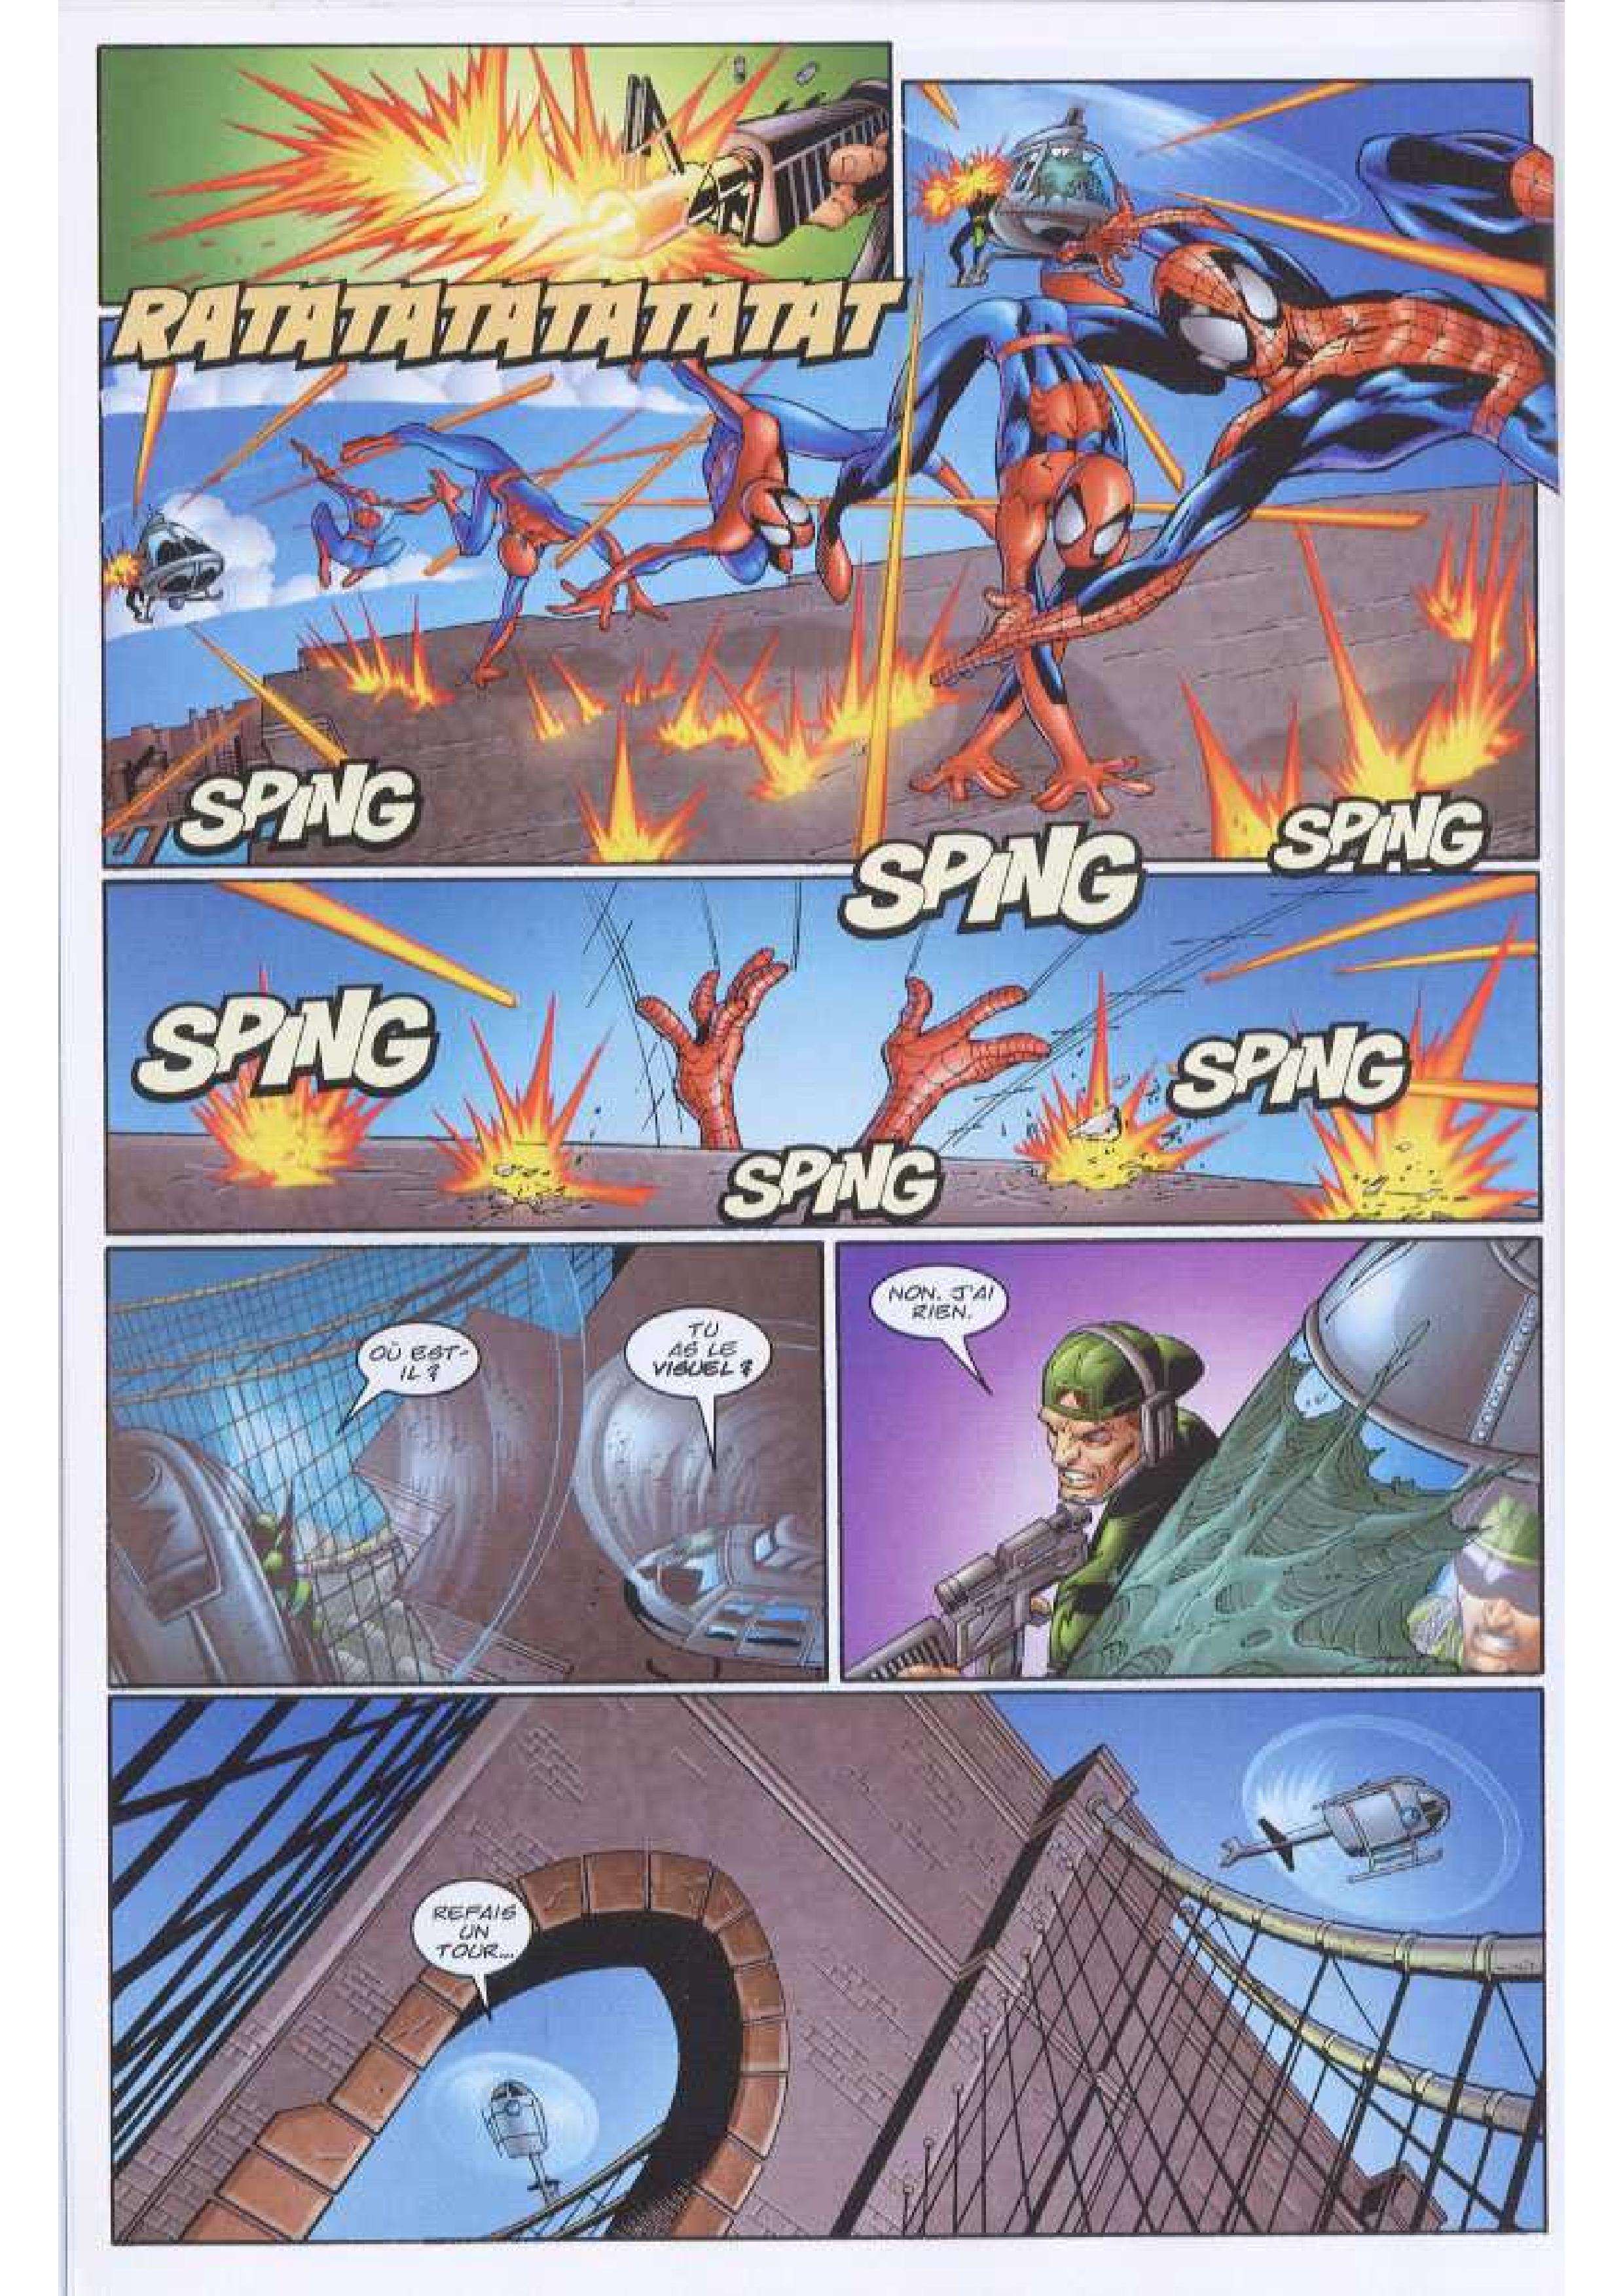 RATATATATATATATAT
SPING
SPING
SPING
SPING
SPING
SPING
OÙ EST-
IL ?
TU
AS LE
VISUEL ?
NON. J'AI
RIEN.
REFAIS
UN
TOUR...